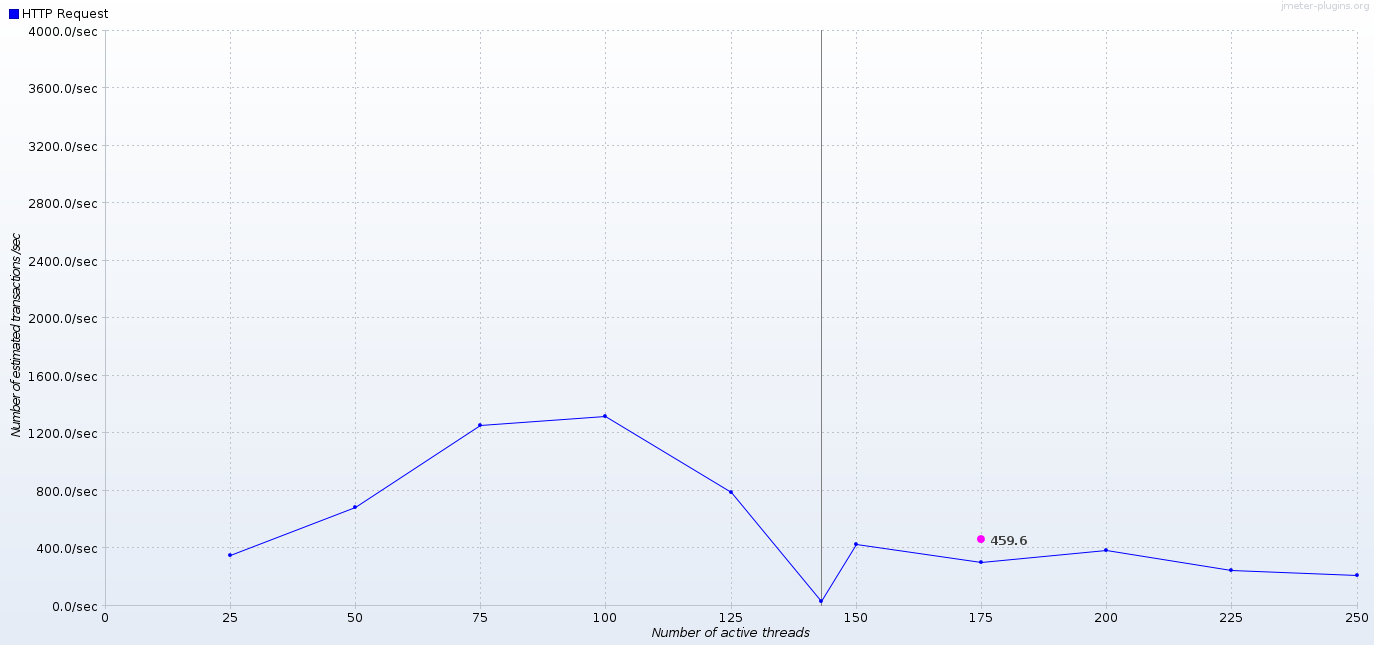 jmeter-plugins.org
HTTP Request
4000.0/sec
3600.0/sec
3200.0/sec
2800.0/sec
2400.0/sec
2000.0/sec
1600.0/sec
1200.0/sec
800.0/sec
400.0/sec
0.0/sec
Number of estimated transactions /sec
459.6
0 25 50 75 100 125 150 175 200 225 250
Number of active threads